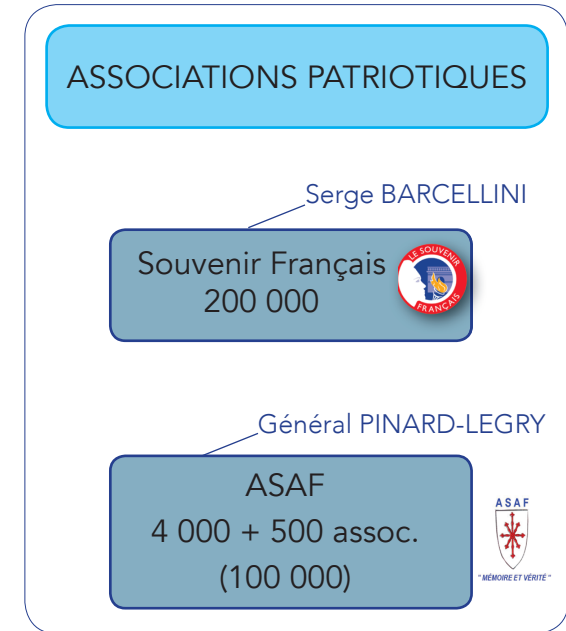 ASSOCIATIONS PATRIOTIQUES
Serge BARCELLINI
Souvenir Français
200 000
LE SOUVENIR
FRANÇAIS
Général PINARD-LEGRY
ASAF
4 000 + 500 assoc.
(100 000)
ASAF
" MÉMOIRE ET VÉRITÉ "